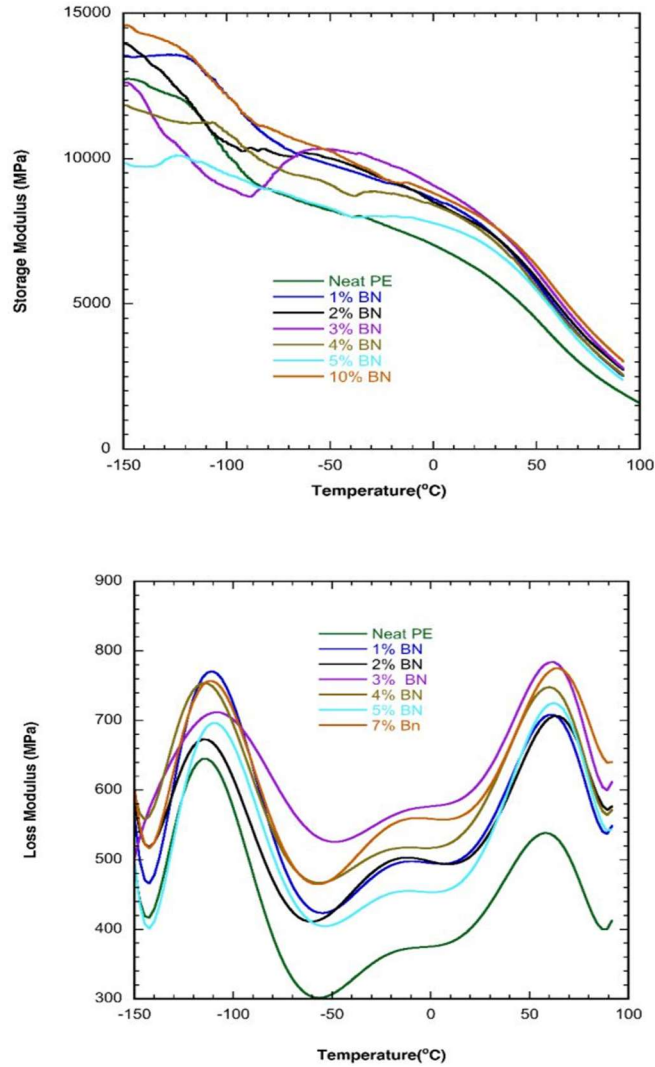 15000
10000
5000
0
Storage Modulus (MPa)
Neat PE
1% BN
2% BN
3% BN
4% BN
5% BN
10% BN
-150 -100 -50 0 50 100
Temperature(°C)
900
800
700
600
500
400
300
Loss Modulus (MPa)
Neat PE
1% BN
2% BN
3% BN
4% BN
5% BN
7% Bn
-150 -100 -50 0 50 100
Temperature(°C)